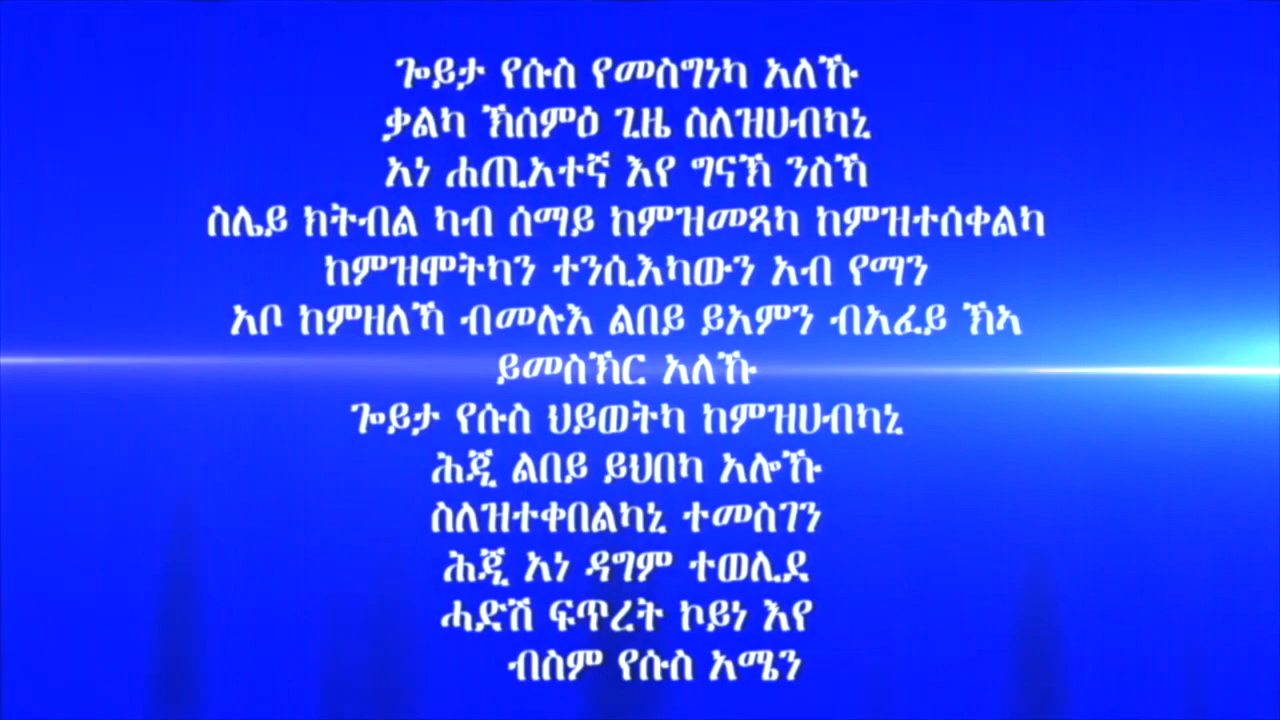 ጐይታ የሱስ የመስግነካ አለኹ
ቃልካ ኽሰምዕ ጊዜ ስለዝሀብካኒ
አነ ሐጢአተኛ እየ ግናኽ ንስኻ
ስሌይ ክትብል ካብ ሰማይ ከምዝመጻካ ከምዝተሰቀልካ
ከምዝሞትካን ተንሲእካውን አብ የማን
አቦ ከምዘለኻ ብመሉእ ልበይ ይአምን ብአፈይ ኽኣ
ይመስኽር አለኹ
ጐይታ የሱስ ህይወትካ ከምዝሀብካኒ
ሕጂ ልበይ ይህበካ አሎኹ
ስለዝተቀበልካኒ ተመስገን
ሕጂ አነ ዳግም ተወሊደ
ሓድሽ ፍጥረት ኮይነ እየ
ብስም የሱስ አሜን